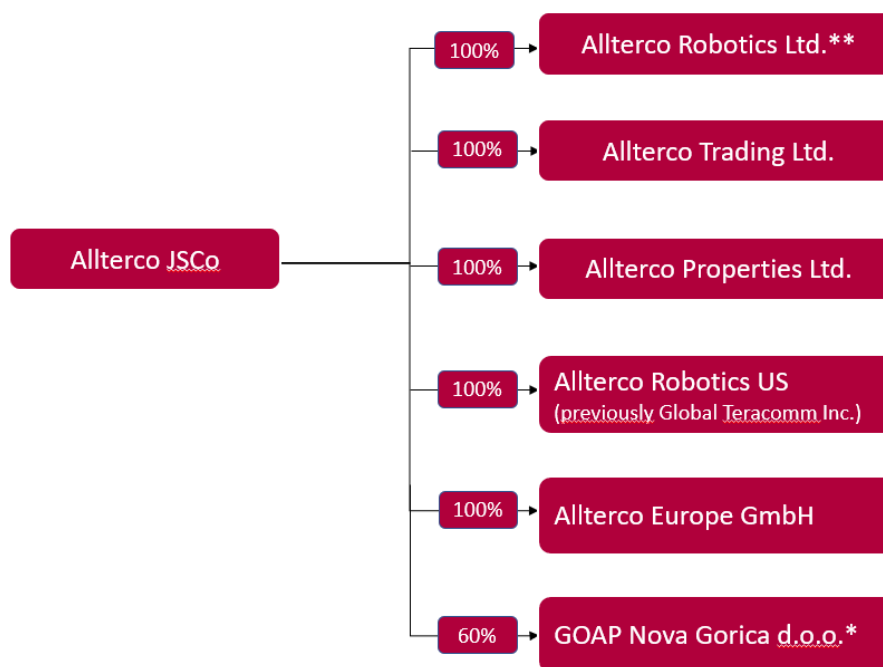 100%
Allterco Robotics Ltd.**
100%
Allterco Trading Ltd.
Allterco JSCo
100%
Allterco Properties Ltd.
100%
Allterco Robotics US
(previously Global Teracomm Inc.)
100%
Allterco Europe GmbH
60%
GOAP Nova Gorica d.o.o.*